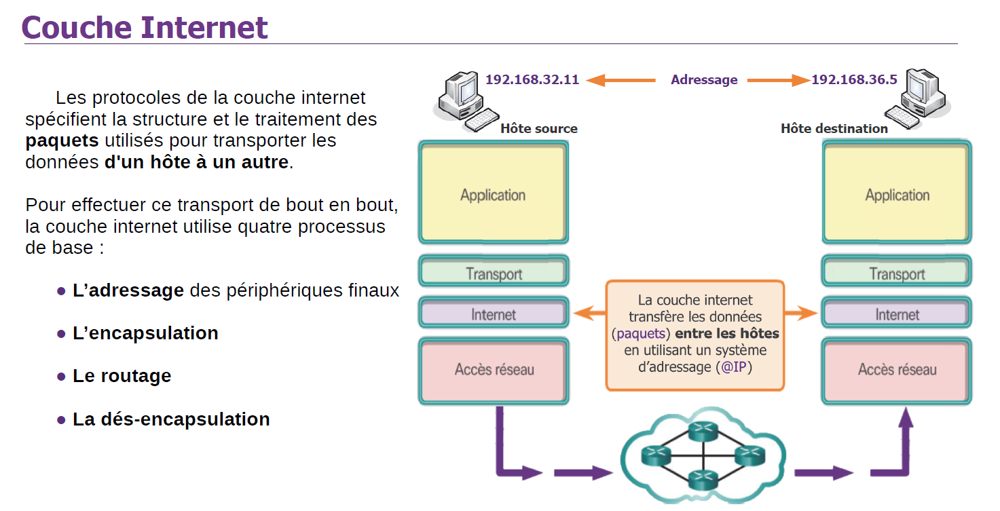 Couche Internet
Les protocoles de la couche internet
spécifient la structure et le traitement des
paquets utilisés pour transporter les
données d'un hôte à un autre.
Pour effectuer ce transport de bout en bout,
la couche internet utilise quatre processus
de base :
● L’adressage des périphériques finaux
● L’encapsulation
● Le routage
● La dés-encapsulation
192.168.32.11
Adressage
192.168.36.5
Hôte source
Hôte destination
Application
Application
Transport
Transport
Internet
Internet
Accès réseau
Accès réseau
La couche internet
transfère les données
(paquets) entre les hôtes
en utilisant un système
d’adressage (@IP)